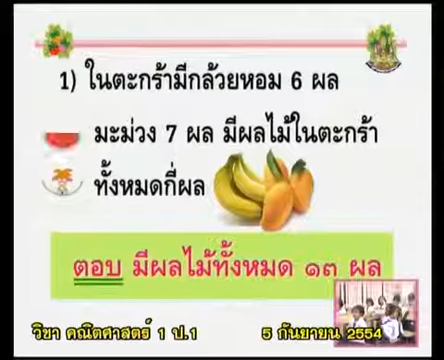 1) ในตะกร้ามีกล้วยหอม 6 ผล
มะม่วง 7 ผล มีผลไม้ในตะกร้า
ทั้งหมดกี่ผล
ตอบ มีผลไม้ทั้งหมด ๑๓ ผล
วิชา คณิตศาสตร์ 1 ป.1 5 กันยายน 2554